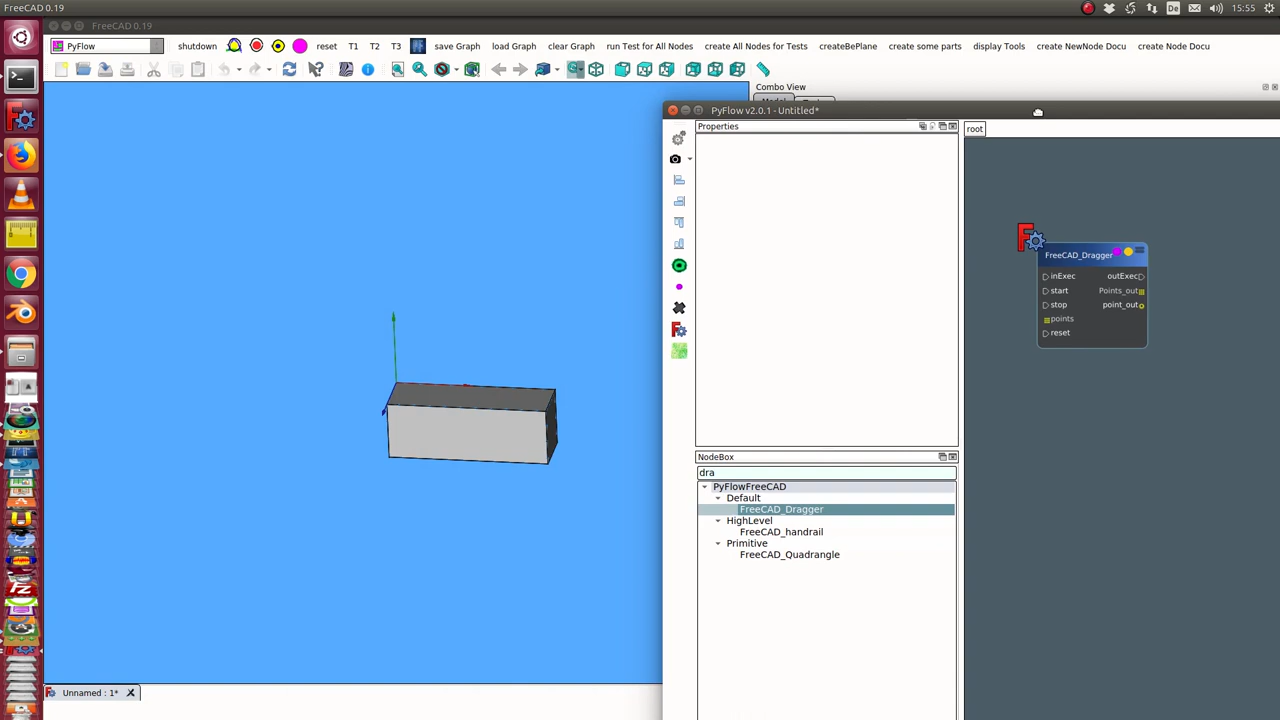 FreeCAD 0.19
De
15:55
FreeCAD 0.19
PyFlow
shutdown
reset
T1
T2
T3
save Graph
load Graph
clear Graph
run Test for All Nodes
create All Nodes for Tests
createBePlane
create some parts
display Tools
create NewNode Docu
create Node Docu
Combo View
PyFlow v2.0.1 - Untitled*
Properties
root
FreeCAD_Dragger
inExec
outExec
start
Points_out
stop
point_out
points
reset
NodeBox
dra
PyFlowFreeCAD
Default
FreeCAD_Dragger
HighLevel
FreeCAD_handrail
Primitive
FreeCAD_Quadrangle
Unnamed : 1*